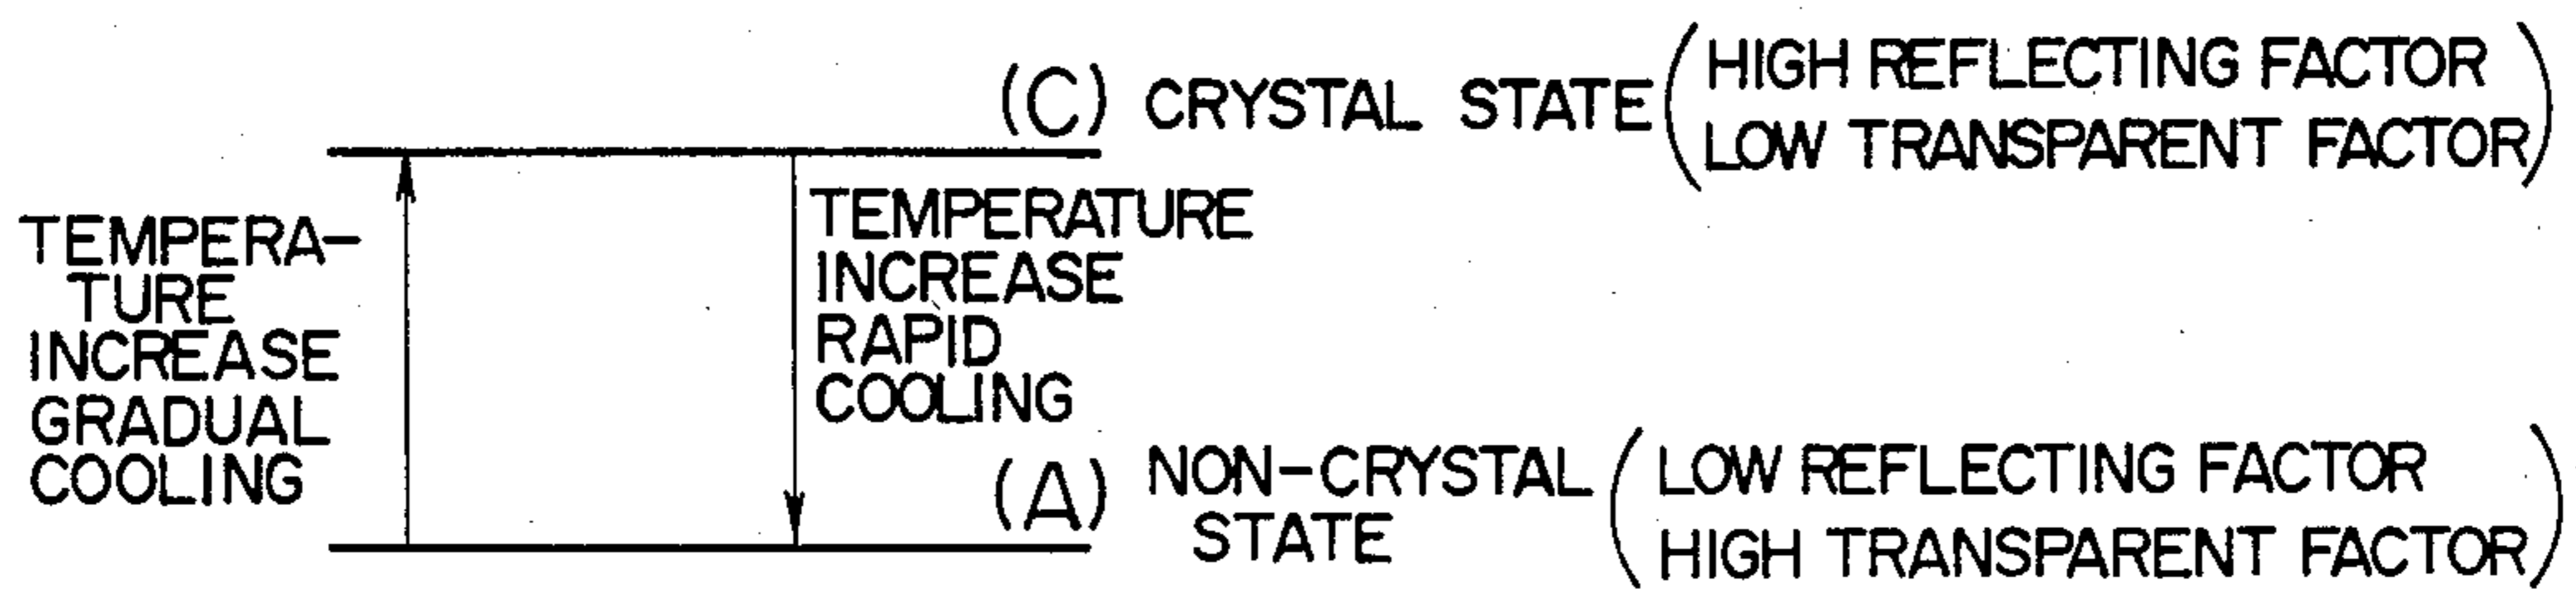 (C) CRYSTAL STATE
HIGH REFLECTING FACTOR
LOW TRANSPARENT FACTOR
TEMPERA-
TURE
INCREASE
GRADUAL
COOLING
TEMPERATURE
INCREASE
RAPID
COOLING
(A) NON-CRYSTAL
STATE
LOW REFLECTING FACTOR
HIGH TRANSPARENT FACTOR